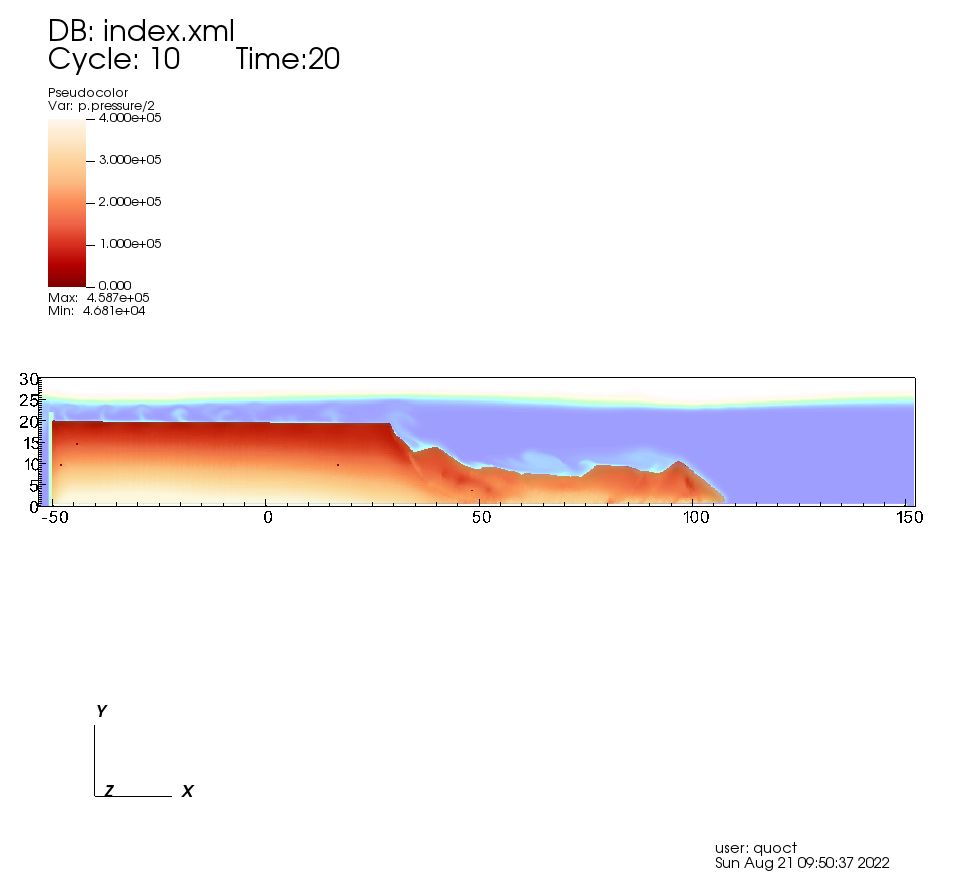 DB: index.xml
Cycle: 10 Time:20
Pseudocolor
Var: p.pressure/2
4.000e+05
3.000e+05
2.000e+05
1.000e+05
0.000
Max: 4.587e+05
Min: 4.681e+04
30
25
20
15
10
5
0
-50 0 50 100 150
Y
Z X
user: quoct
Sun Aug 21 09:50:37 2022